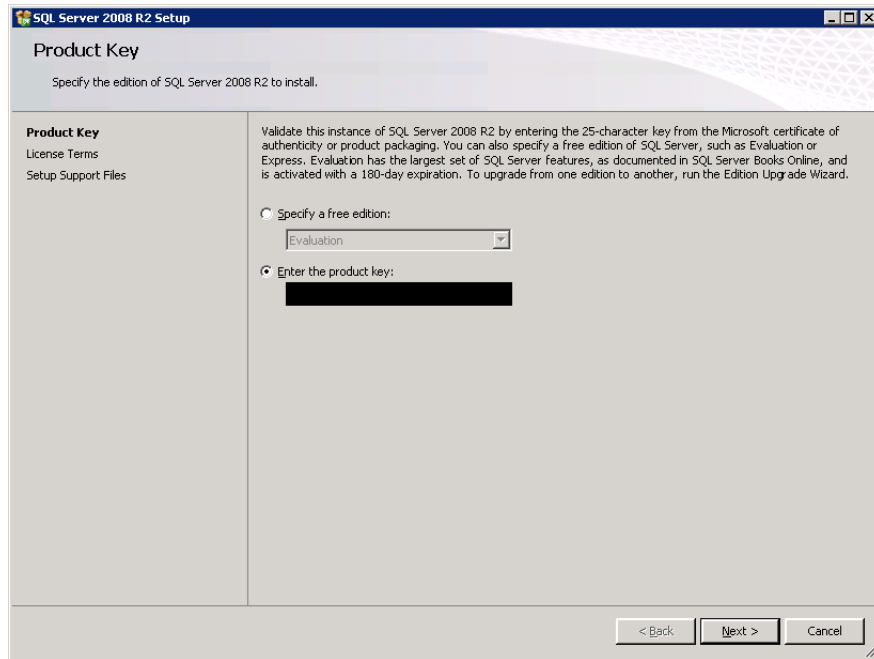 SQL Server 2008 R2 Setup
Product Key
Specify the edition of SQL Server 2008 R2 to install.
Product Key
License Terms
Setup Support Files
Validate this instance of SQL Server 2008 R2 by entering the 25-character key from the Microsoft certificate of
authenticity or product packaging. You can also specify a free edition of SQL Server, such as Evaluation or
Express. Evaluation has the largest set of SQL Server features, as documented in SQL Server Books Online, and
is activated with a 180-day expiration. To upgrade from one edition to another, run the Edition Upgrade Wizard.
Specify a free edition:
Evaluation
Enter the product key:
< Back
Next >
Cancel